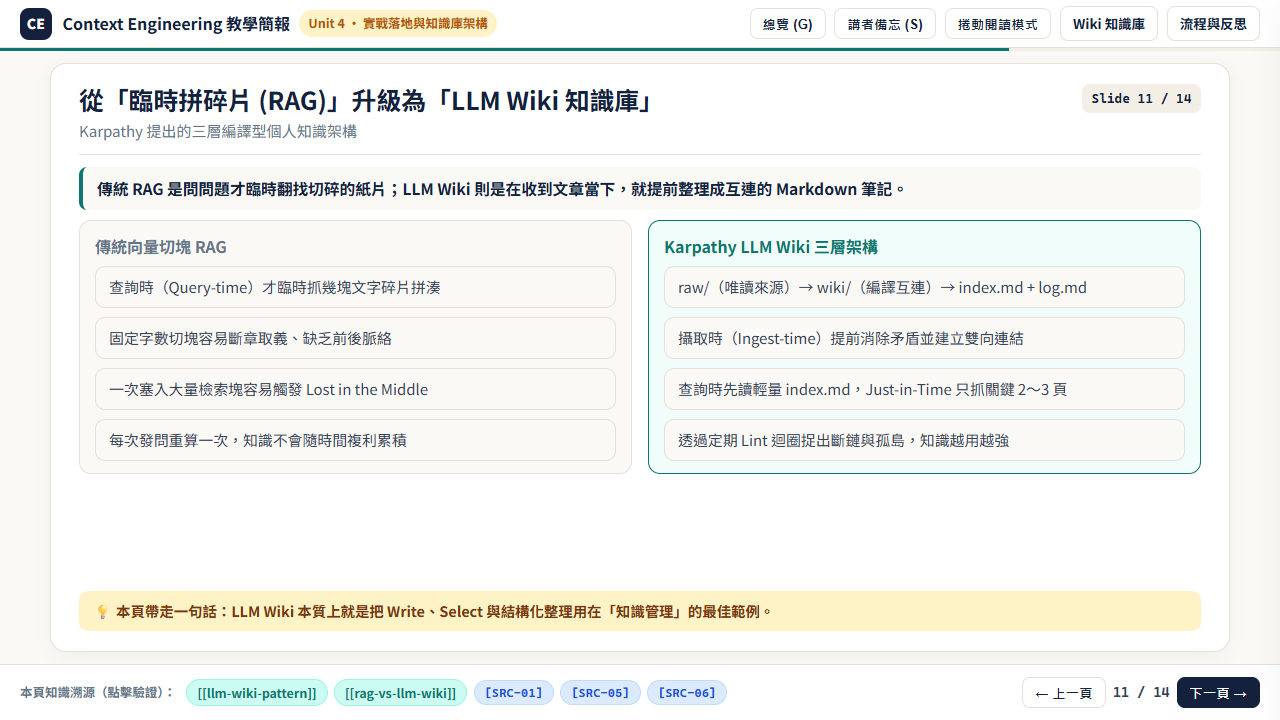 CE Context Engineering 教學簡報 Unit 4 · 實戰落地與知識庫架構 總覽 (G) 講者備忘 (S) 捲動閱讀模式 Wiki 知識庫 流程與反思
從「臨時拼碎片 (RAG)」升級為「LLM Wiki 知識庫」 Slide 11 / 14
Karpathy 提出的三層編譯型個人知識架構
傳統 RAG 是問問題才臨時翻找切碎的紙片；LLM Wiki 則是在收到文章當下，就提前整理成互連的 Markdown 筆記。
傳統向量切塊 RAG
查詢時（Query-time）才臨時抓幾塊文字碎片拼湊
固定字數切塊容易斷章取義、缺乏前後脈絡
一次塞入大量檢索塊容易觸發 Lost in the Middle
每次發問重算一次，知識不會隨時間複利累積
Karpathy LLM Wiki 三層架構
raw/（唯讀來源）→ wiki/（編譯互連）→ index.md + log.md
攝取時（Ingest-time）提前消除矛盾並建立雙向連結
查詢時先讀輕量 index.md，Just-in-Time 只抓關鍵 2～3 頁
透過定期 Lint 迴圈捉出斷鏈與孤島，知識越用越強
💡 本頁帶走一句話：LLM Wiki 本質上就是把 Write、Select 與結構化整理用在「知識管理」的最佳範例。
本頁知識溯源（點擊驗證）： [[llm-wiki-pattern]] [[rag-vs-llm-wiki]] [SRC-01] [SRC-05] [SRC-06] ← 上一頁 11 / 14 下一頁 →